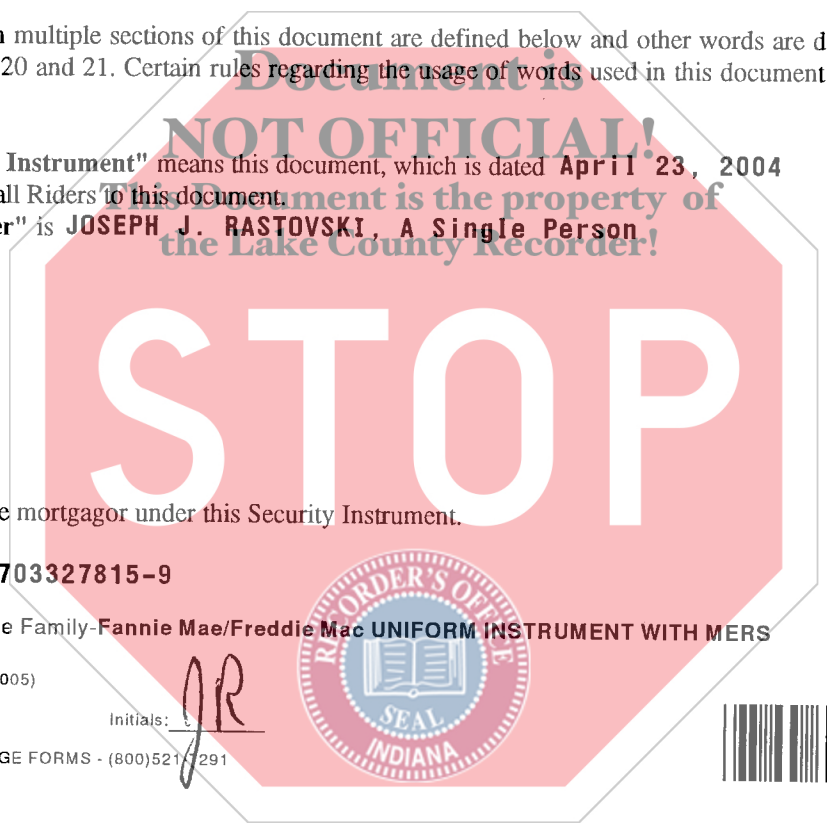 n multiple sections of this document are defined below and other words are d
20 and 21. Certain rules regarding the usage of words used in this document
Document is
NOT OFFICIAL!
Instrument" means this document, which is dated April 23, 2004
all Riders to this document.
This Document is the property of
er" is JOSEPH J. RASTOVSKI, A Single Person
the Lake County Recorder!
STOP
e mortgagor under this Security Instrument.
703327815-9
e Family-Fannie Mae/Freddie Mac UNIFORM INSTRUMENT WITH MERS
RECORDER'S OFFICE
SEAL
INDIANA
005)
Initials: JR
GE FORMS - (800)521-7291